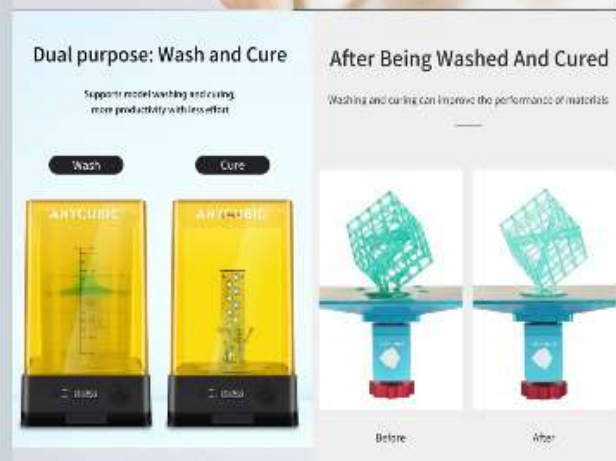 Dual purpose: Wash and Cure
Supports model washing and curing,
more productivity with less effort
Wash
Cure
ANYCUBIC
ANYCUBIC
After Being Washed And Cured
Washing and curing can improve the performance of materials
Before
After